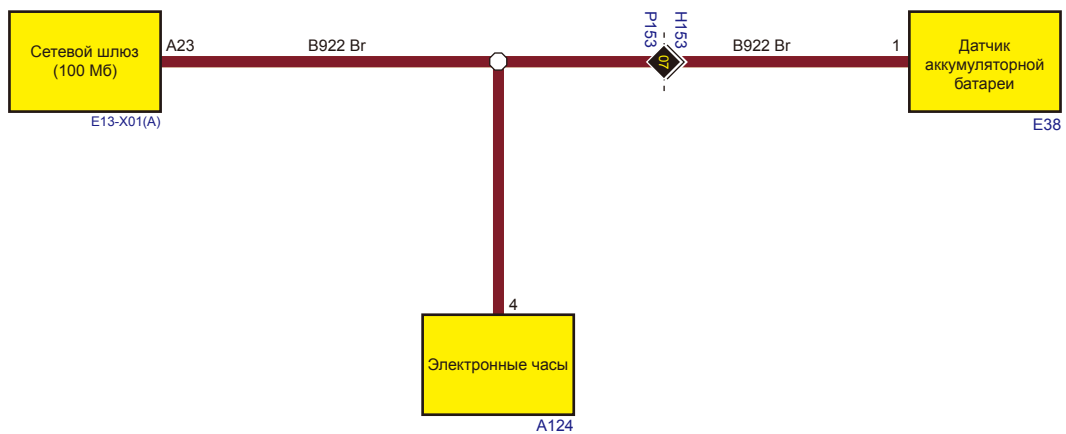 Сетевой шлюз
(100 Мб)
E13-X01(A)
A23
B922 Br
P153
H153
07
B922 Br
1
Датчик
аккумуляторной
батареи
E38
4
Электронные часы
A124